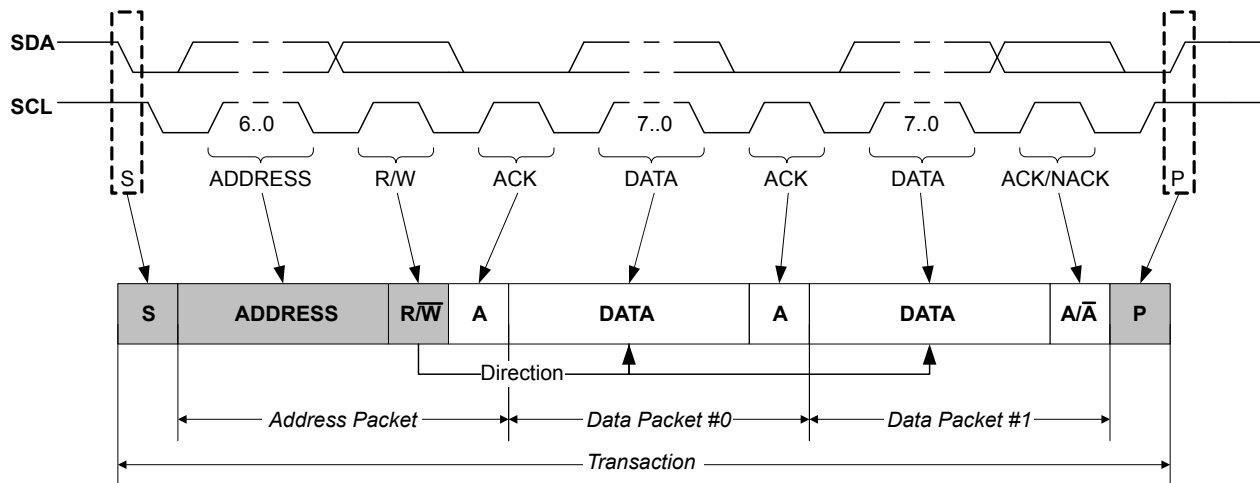 SDA
SCL
6..0 7..0 7..0
S ADDRESS R/W ACK DATA ACK DATA ACK/NACK P
S ADDRESS R/W̅ A DATA A DATA A/A̅ P
Direction
Address Packet Data Packet #0 Data Packet #1
Transaction